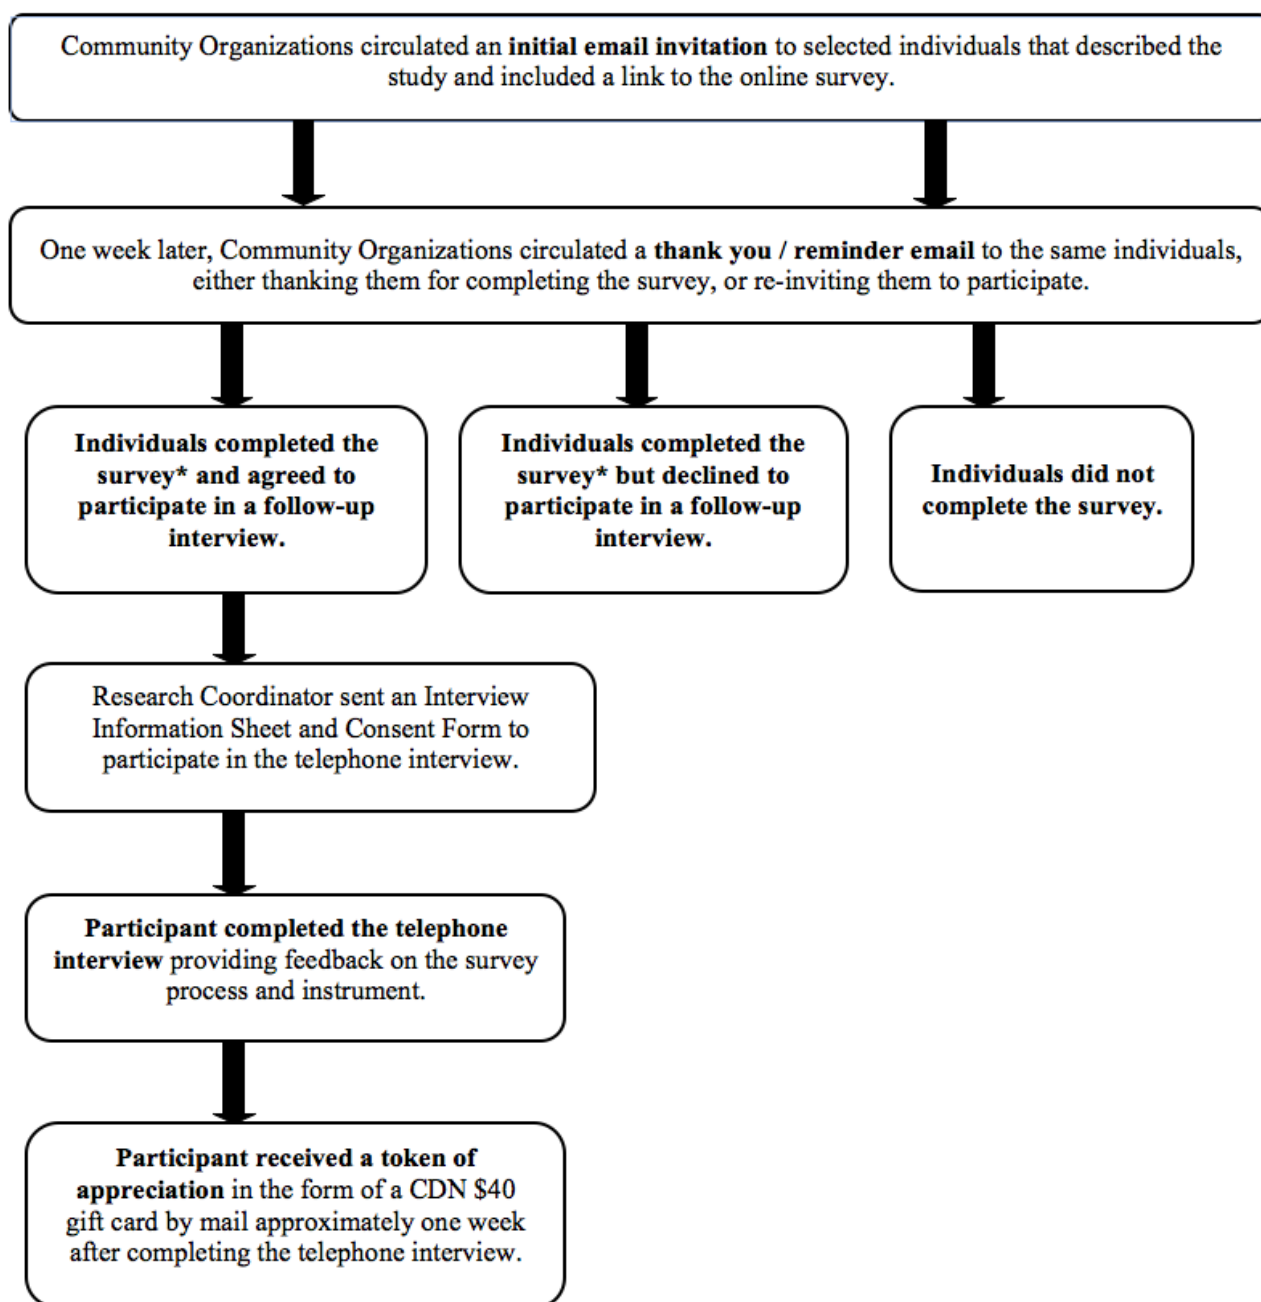 Community Organizations circulated an initial email invitation to selected individuals that described the
study and included a link to the online survey.
One week later, Community Organizations circulated a thank you / reminder email to the same individuals,
either thanking them for completing the survey, or re-inviting them to participate.
Individuals completed the
survey* and agreed to
participate in a follow-up
interview.
Individuals completed the
survey* but declined to
participate in a follow-up
interview.
Individuals did not
complete the survey.
Research Coordinator sent an Interview
Information Sheet and Consent Form to
participate in the telephone interview.
Participant completed the telephone
interview providing feedback on the survey
process and instrument.
Participant received a token of
appreciation in the form of a CDN $40
gift card by mail approximately one week
after completing the telephone interview.